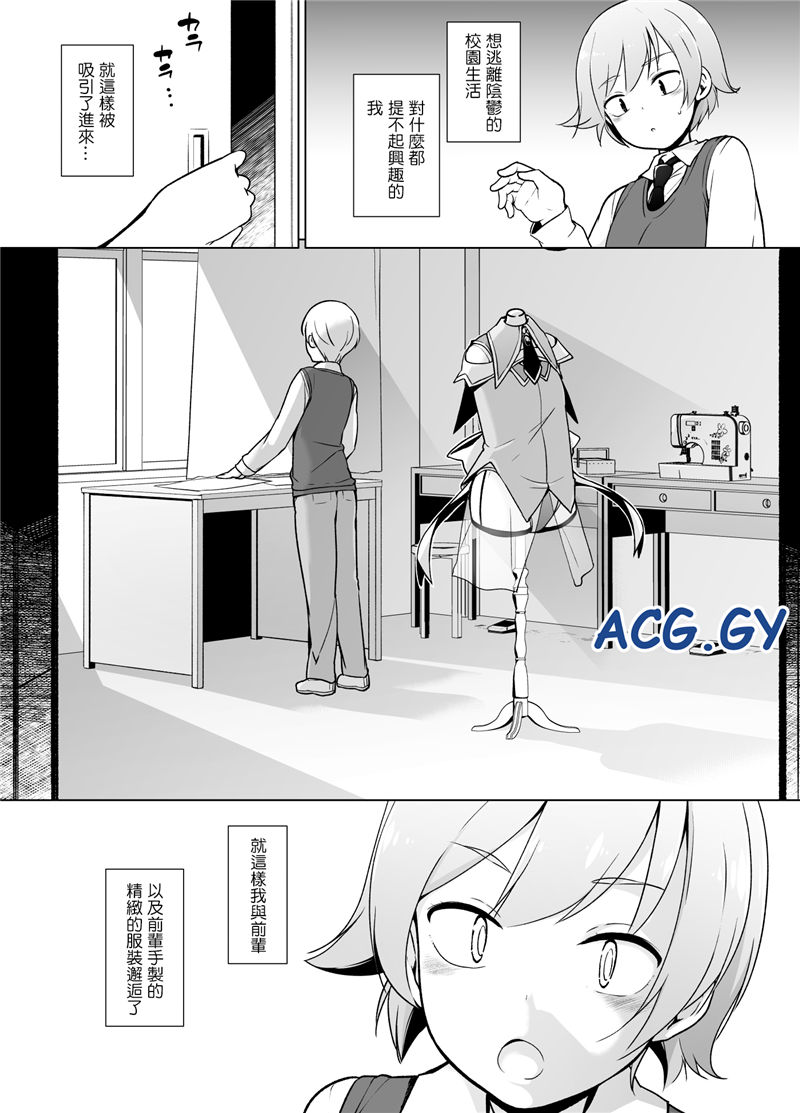 想逃離陰鬱的
校園生活
對什麼都
提不起興趣的
我
カラ
カラ
…
就這樣被
吸引了進來…
ACG.GY
就這樣我與前輩
以及前輩手製的
精緻的服裝邂逅了